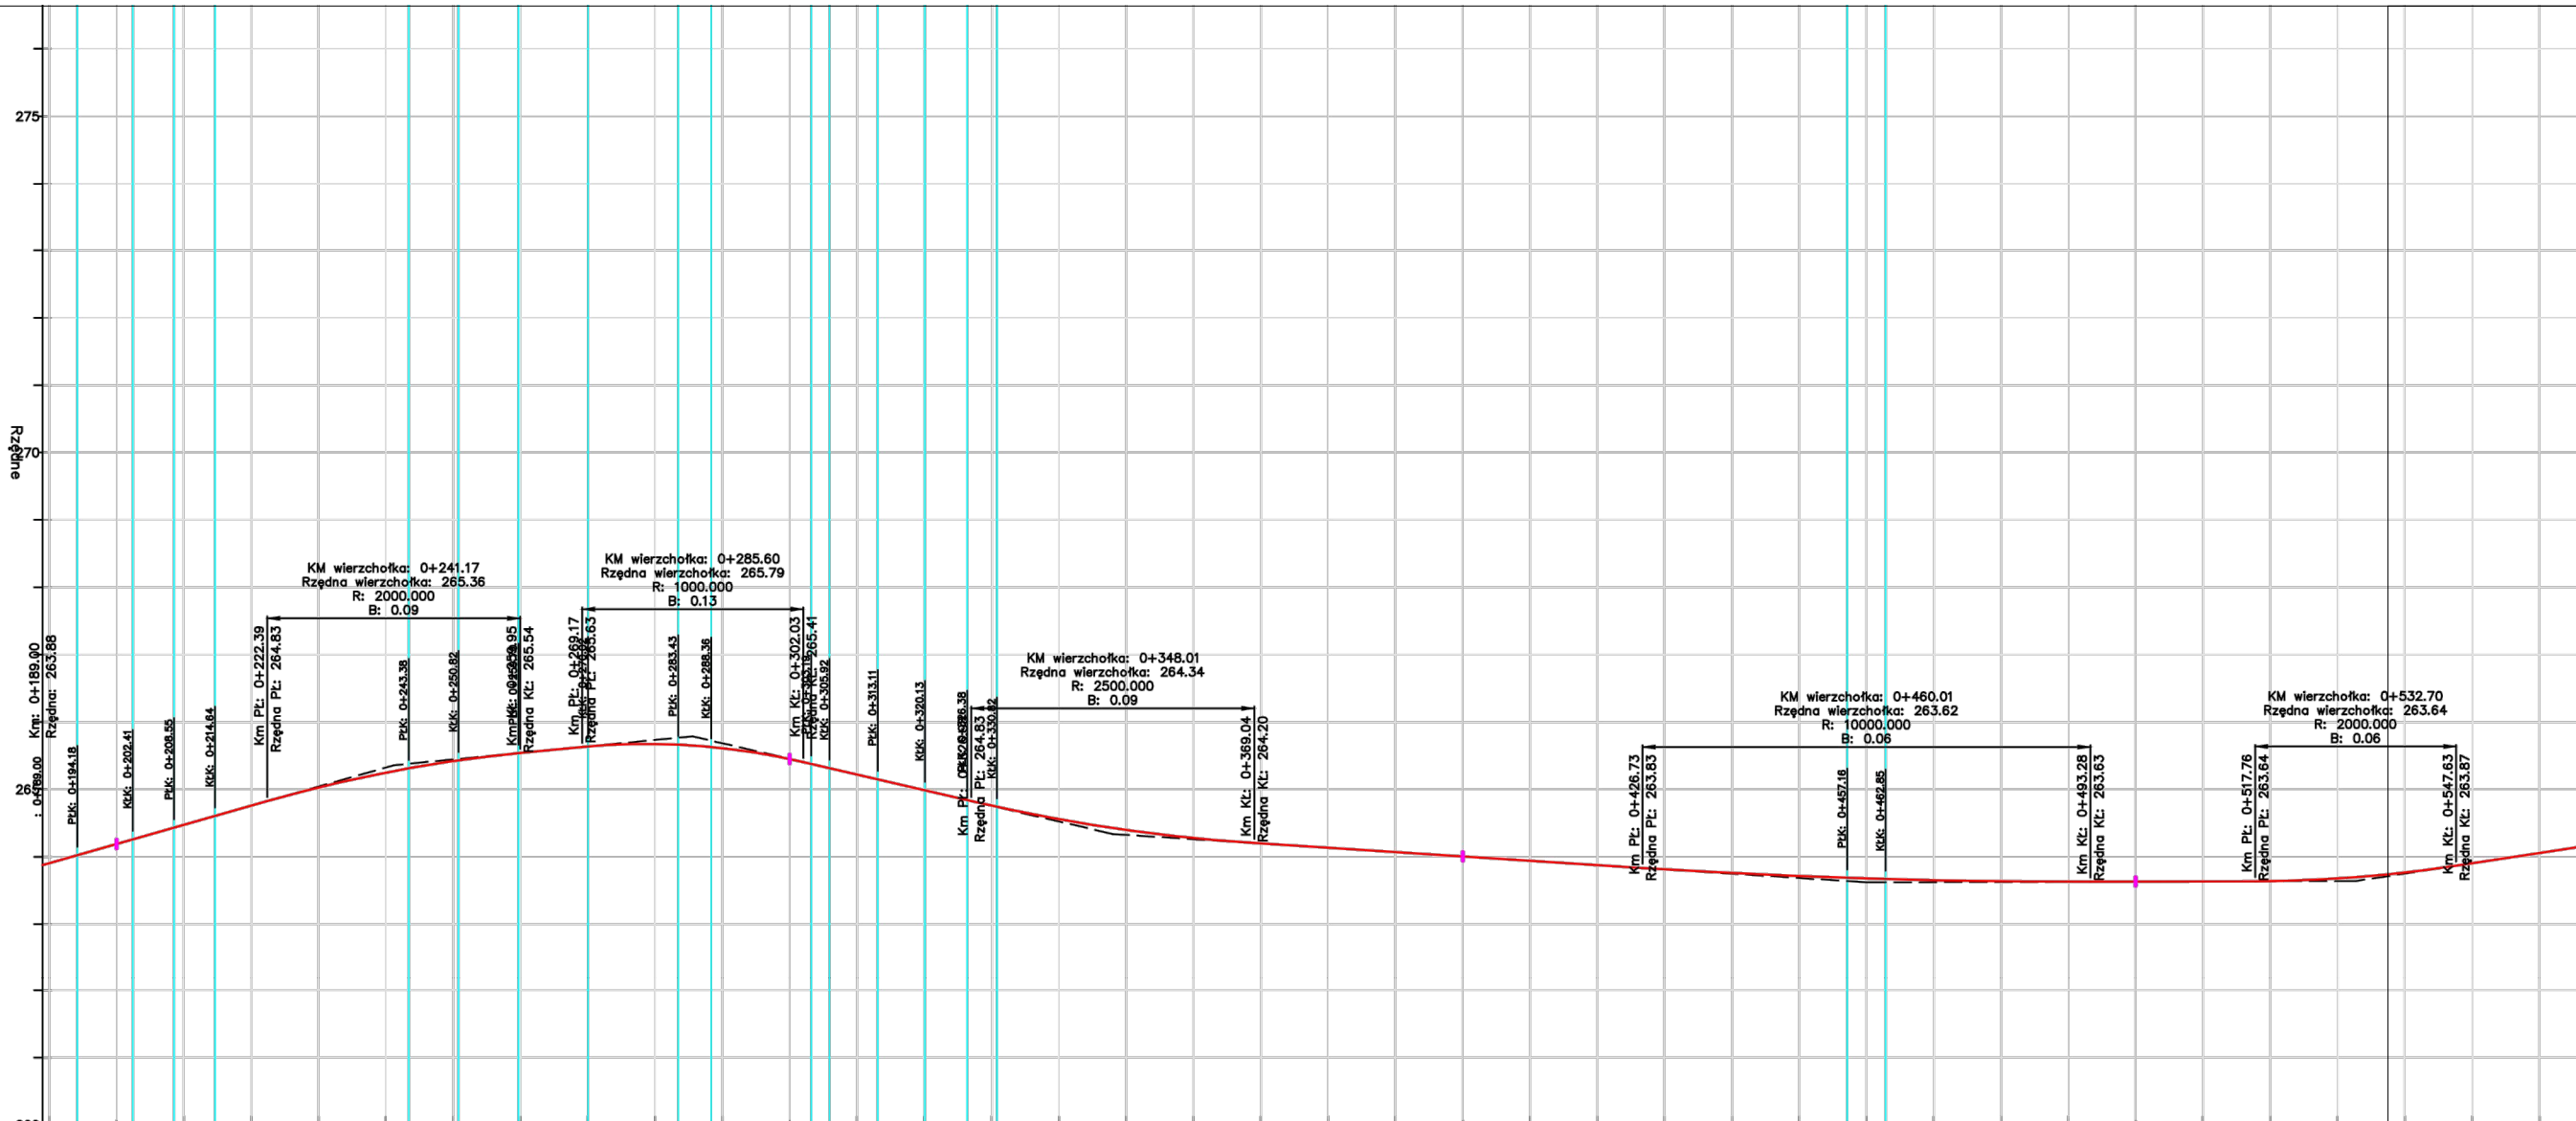 275
270
Rzędne
Km: 0+189.00
Rzędna: 263.88
PŁK: 0+194.18
KŁK: 0+202.41
PŁK: 0+208.55
KŁK: 0+214.64
Km PŁ: 0+222.39
Rzędna PŁ: 264.83
KM wierzchołka: 0+241.17
Rzędna wierzchołka: 265.36
R: 2000.000
B: 0.09
PŁK: 0+243.38
KŁK: 0+250.82
Rzędna KŁ: 265.54
Km PŁ: 0+269.17
Rzędna PŁ: 265.63
KM wierzchołka: 0+285.60
Rzędna wierzchołka: 265.79
R: 1000.000
B: 0.13
PŁK: 0+283.43
KŁK: 0+288.36
Km KŁ: 0+302.03
Rzędna KŁ: 265.41
KŁK: 0+305.92
PŁK: 0+313.11
KŁK: 0+320.13
Rzędna PŁ: 264.83
KŁK: 0+330.82
KM wierzchołka: 0+348.01
Rzędna wierzchołka: 264.34
R: 2500.000
B: 0.09
Km KŁ: 0+369.04
Rzędna KŁ: 264.20
Km PŁ: 0+426.73
Rzędna PŁ: 263.83
KM wierzchołka: 0+460.01
Rzędna wierzchołka: 263.62
R: 10000.000
B: 0.06
PŁK: 0+457.16
KŁK: 0+462.85
Km KŁ: 0+493.28
Rzędna KŁ: 263.63
Km PŁ: 0+517.76
Rzędna PŁ: 263.64
KM wierzchołka: 0+532.70
Rzędna wierzchołka: 263.64
R: 2000.000
B: 0.06
Km KŁ: 0+547.63
Rzędna KŁ: 263.87